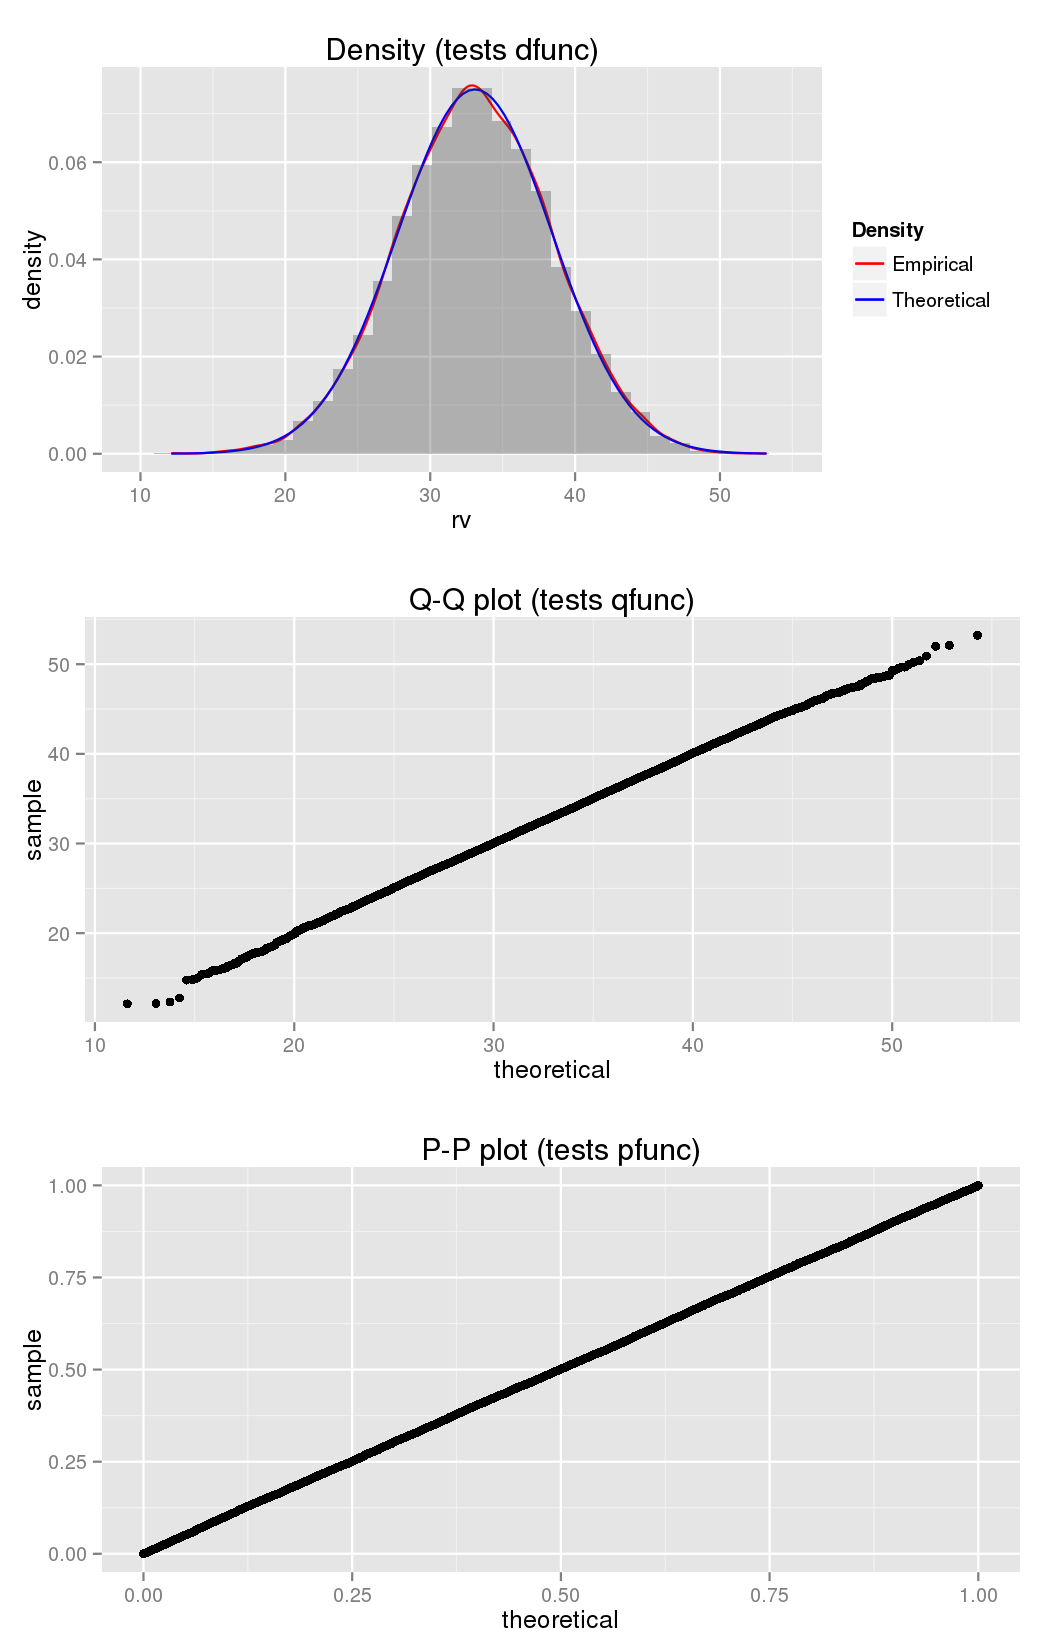 Density (tests dfunc)
density
0.06
0.04
0.02
0.00
10 20 30 40 50
rv
Density
Empirical
Theoretical
Q-Q plot (tests qfunc)
sample
50
40
30
20
10 20 30 40 50
theoretical
P-P plot (tests pfunc)
sample
1.00
0.75
0.50
0.25
0.00
0.00 0.25 0.50 0.75 1.00
theoretical